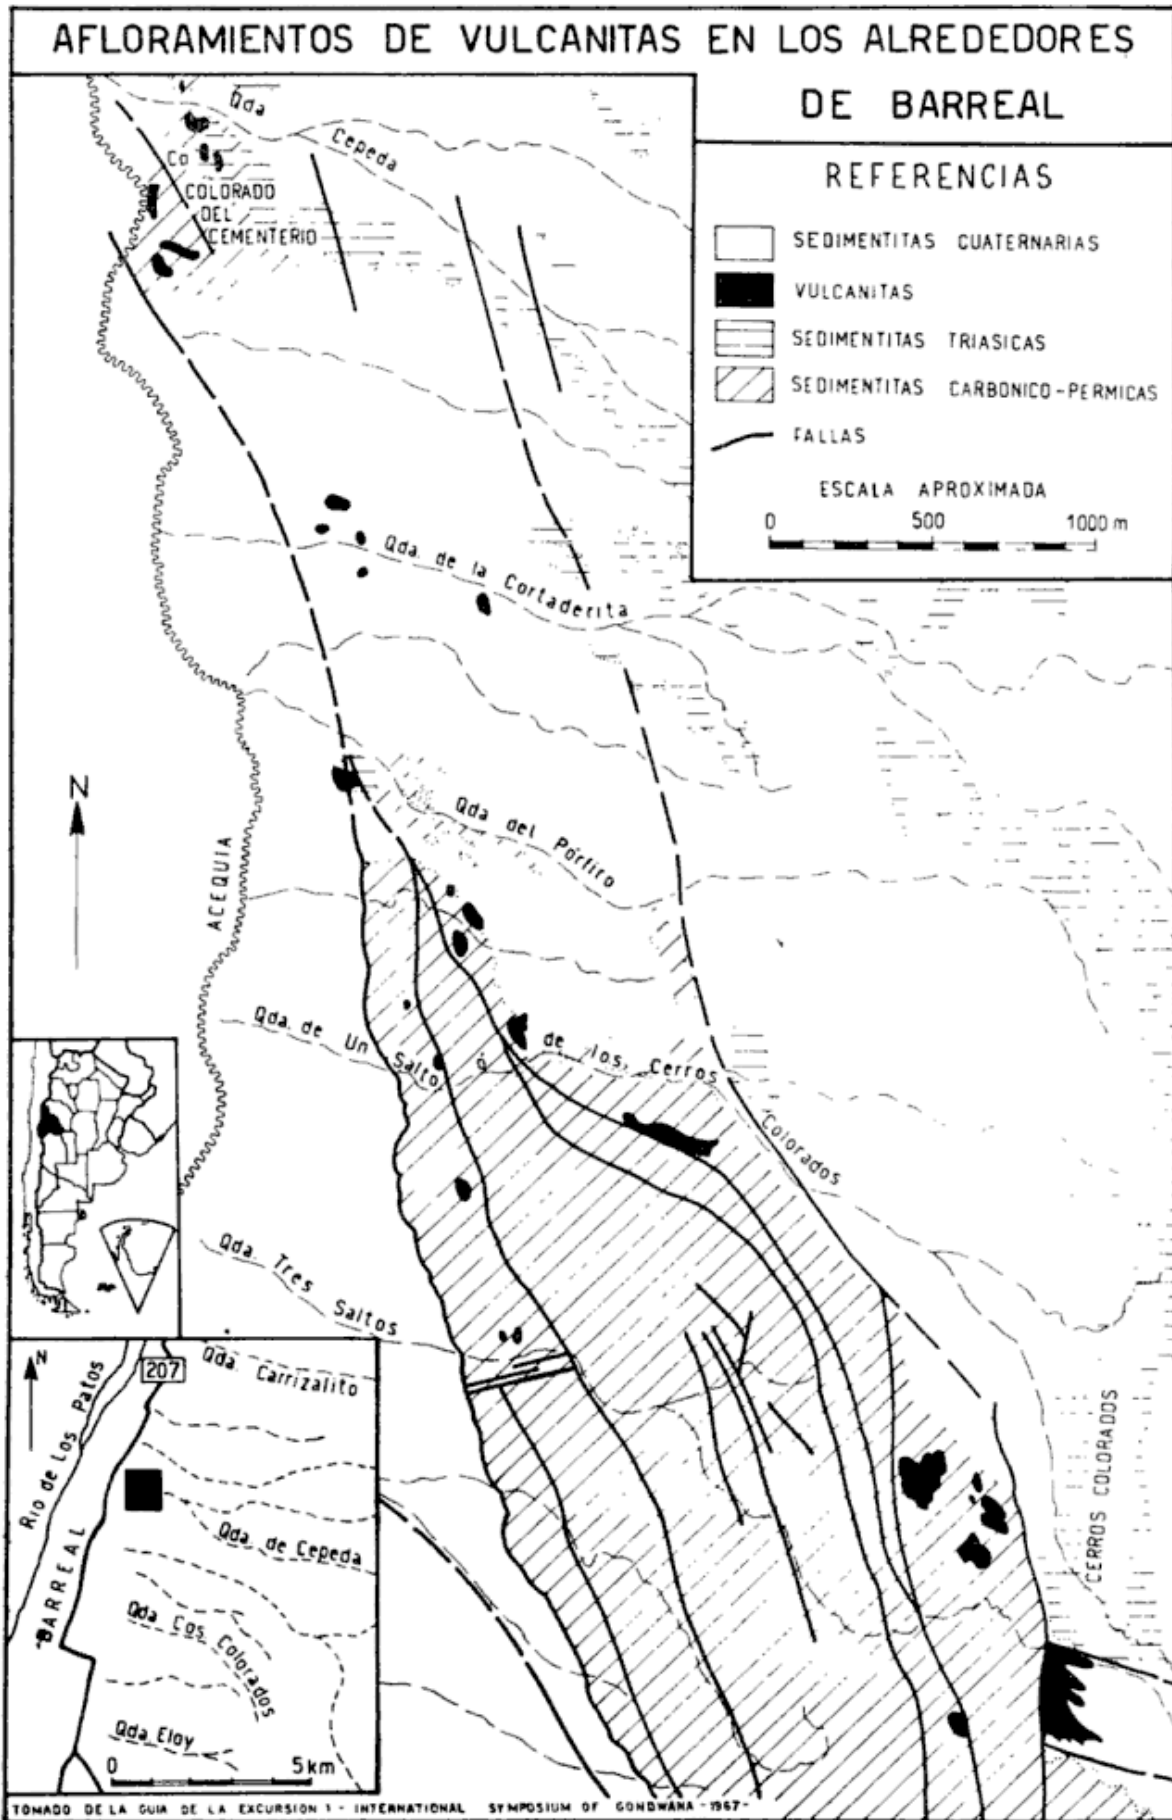 AFLORAMIENTOS DE VULCANITAS EN LOS ALREDEDORES
DE BARREAL
REFERENCIAS
SEDIMENTITAS CUATERNARIAS
VULCANITAS
SEDIMENTITAS TRIASICAS
SEDIMENTITAS CARBONICO-PERMICAS
FALLAS
ESCALA APROXIMADA
0 500 1000 m
Qda Cepeda
Co
COLORADO
DEL
CEMENTERIO
Qda. de la Cortaderita
N
ACEQUIA
Qda del Pórfiro
Qda. de Un Salto ó de los Cerros Colorados
Qda. Tres Saltos
CERROS COLORADOS
N
207
Rio de Los Patos
BARREAL
Qda. Carrizalito
Qda. de Cepeda
Qda Cos Colorados
Qda. Eloy
0 5 km
TOMADO DE LA GUIA DE LA EXCURSION 1 - INTERNATIONAL SYMPOSIUM OF GONDWANA -1967-